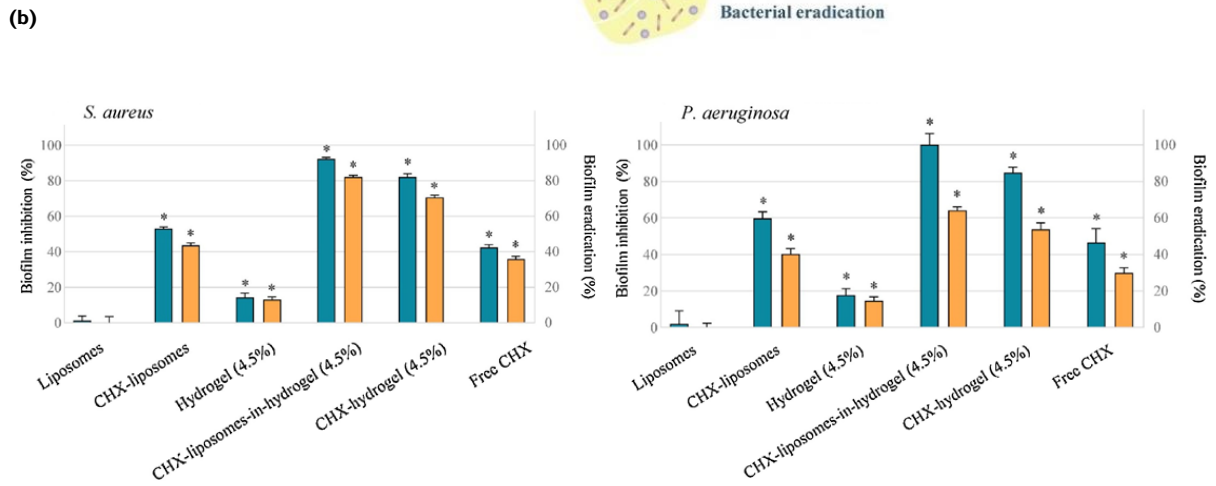 (b)
Bacterial eradication
S. aureus
Biofilm inhibition (%)
100
80
60
40
20
0
*
*
*
*
*
*
*
*
*
*
100
80
60
40
20
0
Biofilm eradication (%)
Liposomes
CHX-liposomes
Hydrogel (4.5%)
CHX-liposomes-in-hydrogel (4.5%)
CHX-hydrogel (4.5%)
Free CHX
P. aeruginosa
Biofilm inhibition (%)
100
80
60
40
20
0
*
*
*
*
*
*
*
*
*
*
100
80
60
40
20
0
Biofilm eradication (%)
Liposomes
CHX-liposomes
Hydrogel (4.5%)
CHX-liposomes-in-hydrogel (4.5%)
CHX-hydrogel (4.5%)
Free CHX